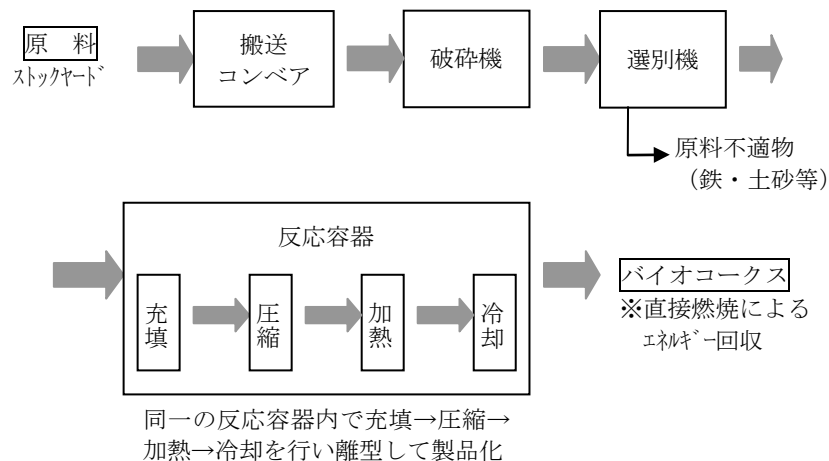 原　料
ｽﾄｯｸﾔｰﾄﾞ
搬送
コンベア
破砕機
選別機
原料不適物
（鉄・土砂等）
反応容器
充填
圧縮
加熱
冷却
バイオコークス
※直接燃焼による
ｴﾈﾙｷﾞｰ回収
同一の反応容器内で充填→圧縮→
加熱→冷却を行い離型して製品化